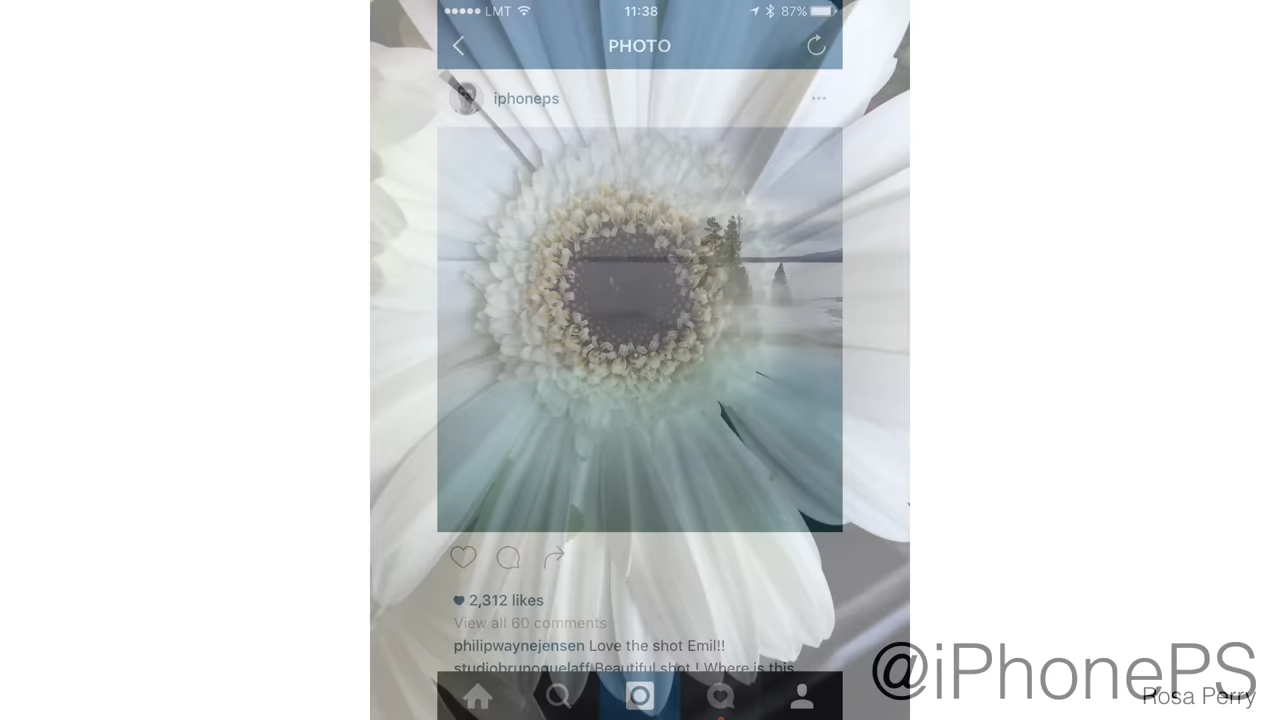 LMT 11:38 87%
PHOTO
iphoneps
2,312 likes
View all 60 comments
philipwaynejensen Love the shot Emil!!
studiobrunoquelaff Beautiful shot ! Where is this
@iPhonePS
Rosa Perry